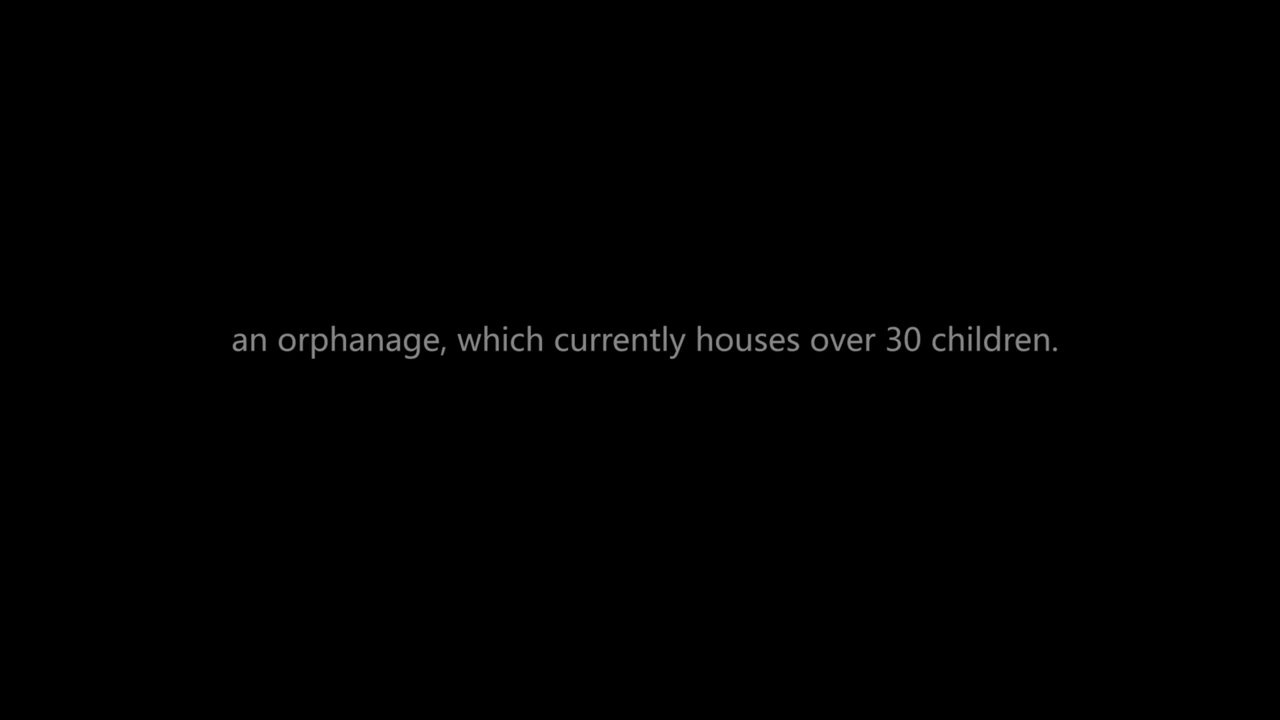 an orphanage, which currently houses over 30 children.